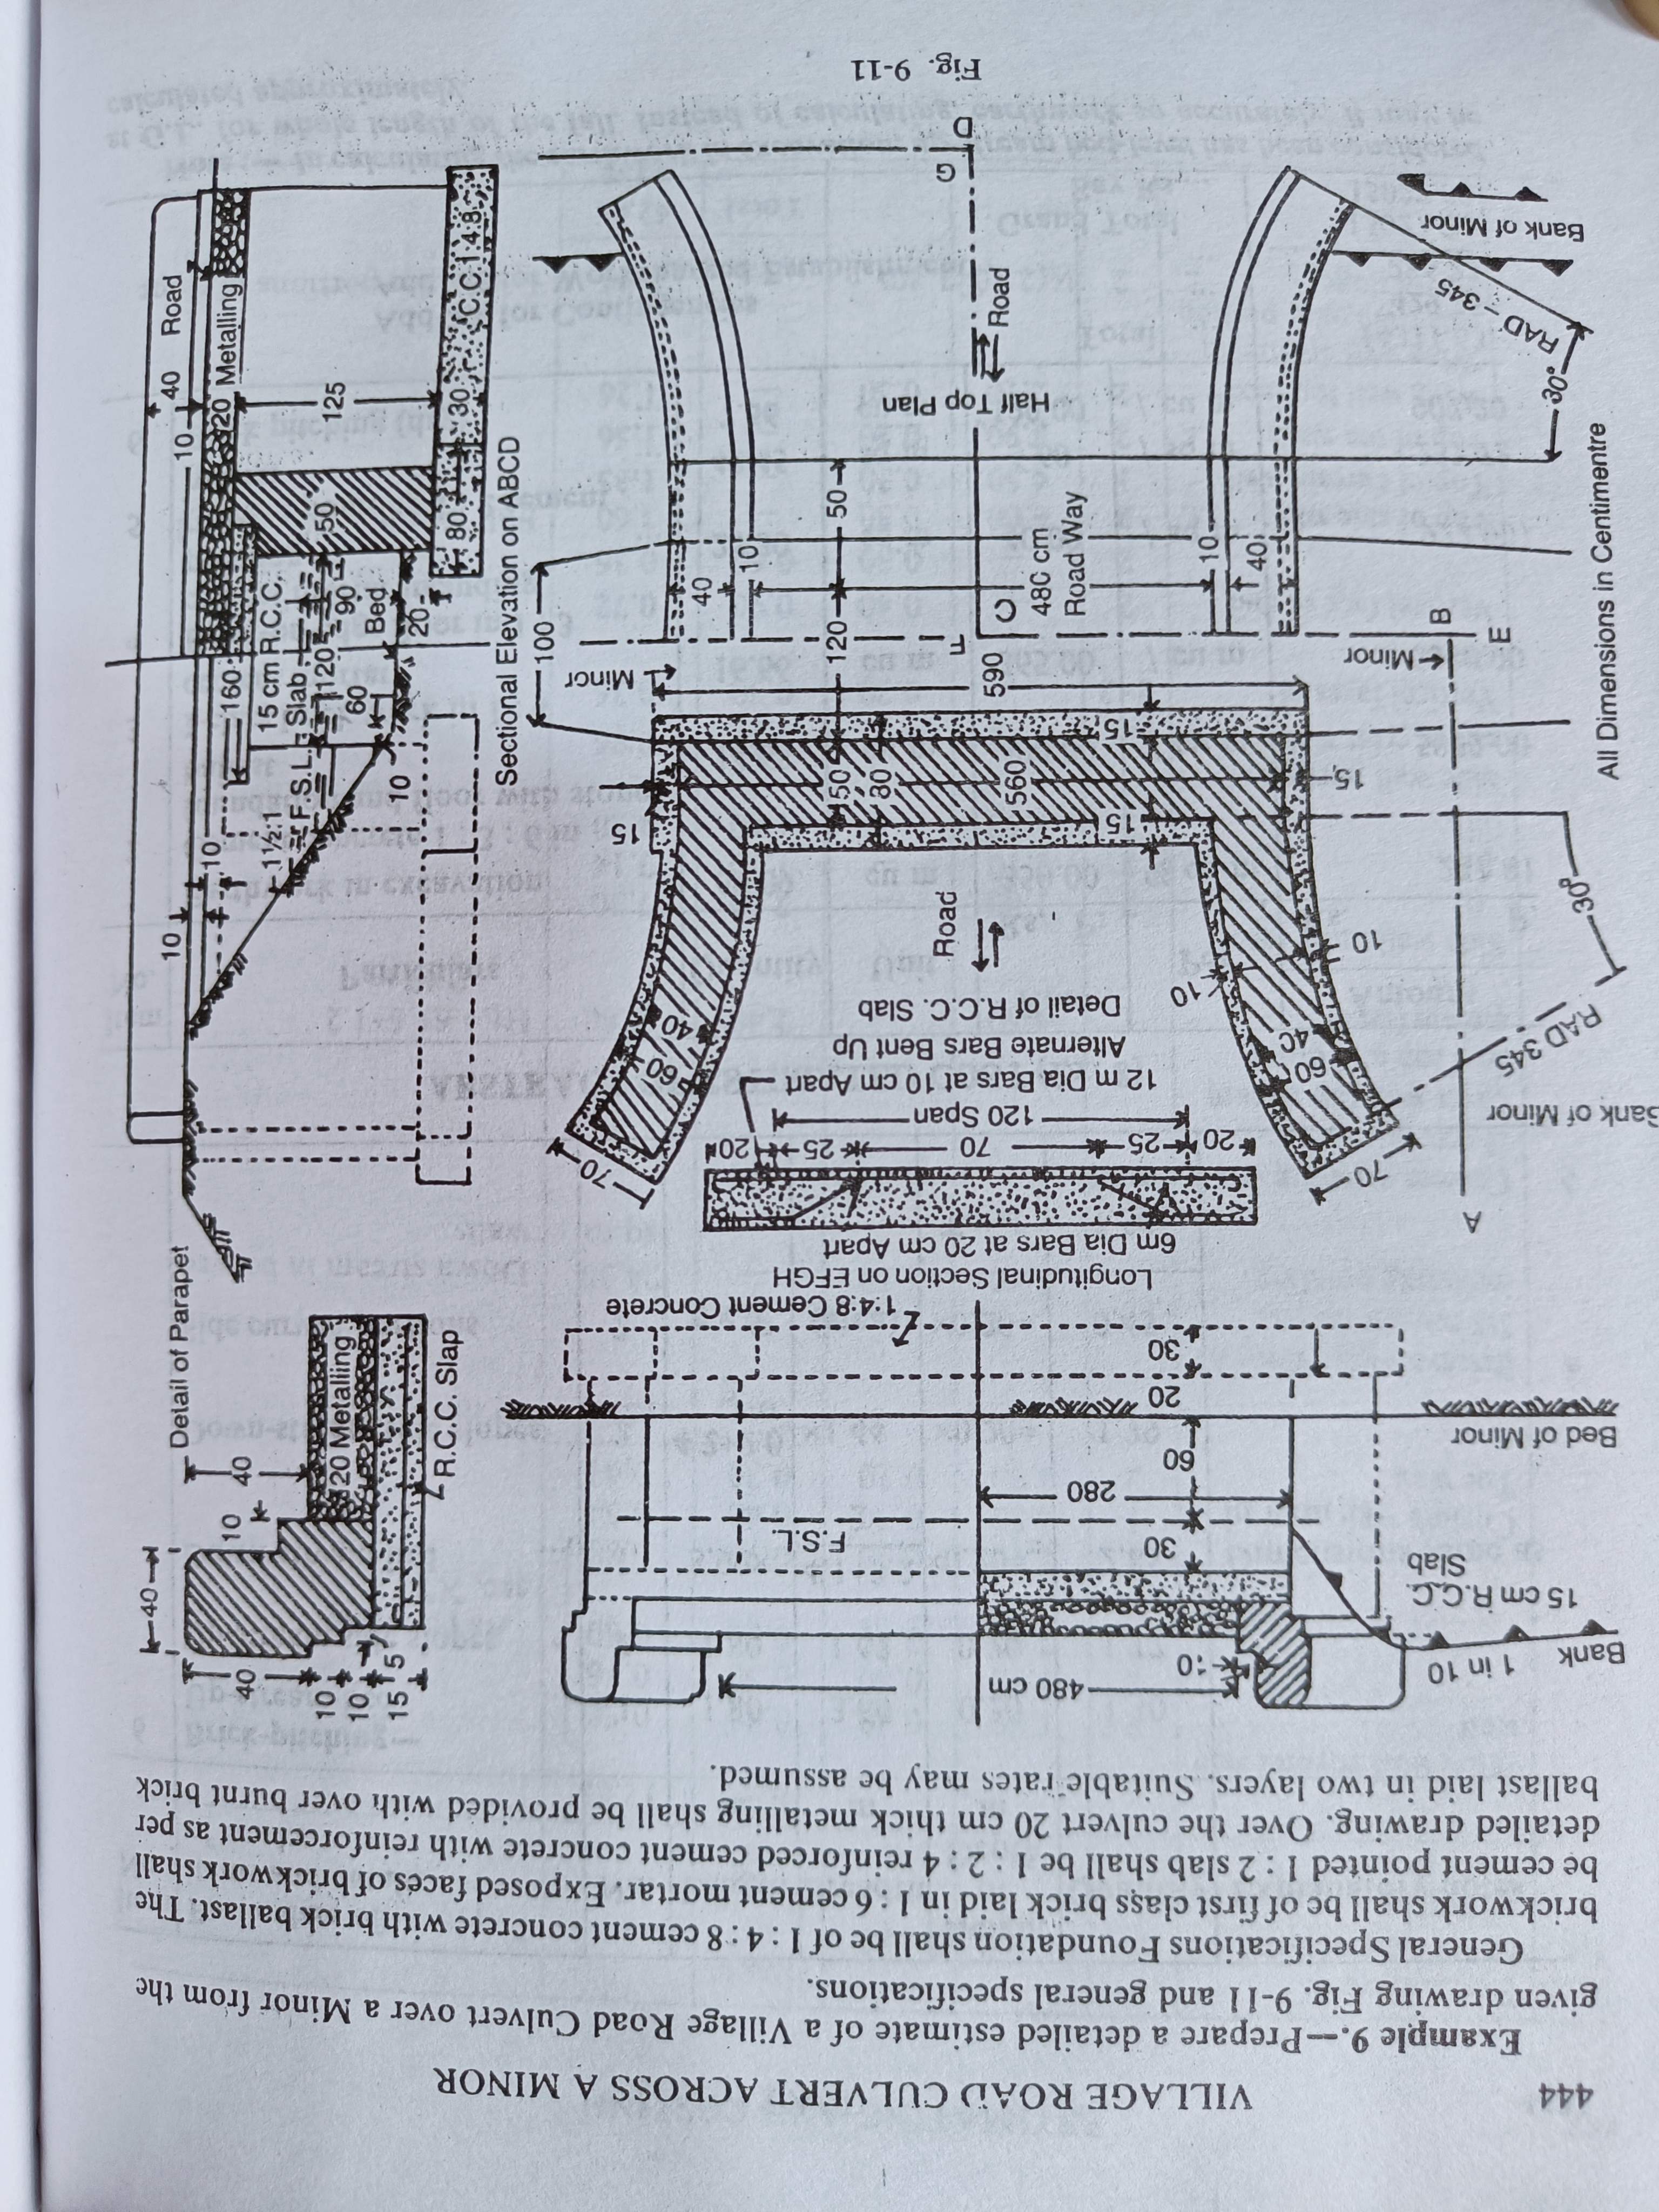 444
VILLAGE ROAD CULVERT ACROSS A MINOR
Example 9.—Prepare a detailed estimate of a Village Road Culvert over a Minor from the
given drawing Fig. 9-11 and general specifications.
General Specifications Foundation shall be of 1 : 4 : 8 cement concrete with brick ballast. The
brickwork shall be of first class brick laid in 1 : 6 cement mortar. Exposed faces of brickwork shall
be cement pointed 1 : 2 slab shall be 1 : 2 : 4 reinforced cement concrete with reinforcement as per
detailed drawing. Over the culvert 20 cm thick metalling shall be provided with over burnt brick
ballast laid in two layers. Suitable rates may be assumed.
Bank 1 in 10
480 cm
10
15 cm R.C.C.
Slab
30
F.S.L.
280
60
Bed of Minor
20
30
1:4:8 Cement Concrete
Longitudinal Section on EFGH
40
40
10
10
5
15
10
40
20 Metalling
R.C.C. Slap
Detail of Parapet
6m Dia Bars at 20 cm Apart
20
25
70
25
20
120 Span
12 m Dia Bars at 10 cm Apart
Alternate Bars Bent Up
Detail of R.C.C. Slab
A
Bank of Minor
RAD 345
30°
70
70
60
4C
60
40
10
10
Road
15
15
560
50
80
15
15
590
Minor
Minor
B
E
F
C
100
120
50
40
10
48C cm
Road Way
10
40
Half Top Plan
Road
G
D
30°
RAD - 345
Bank of Minor
All Dimensions in Centimetre
10
10
1½:1
F.S.L.
160
15 cm R.C.C.
Slab
120
60
90
Bed
10
20
50
80
30
C.C. 1:4:8
125
20 Metalling
10
40
Road
Sectional Elevation on ABCD
Fig. 9-11